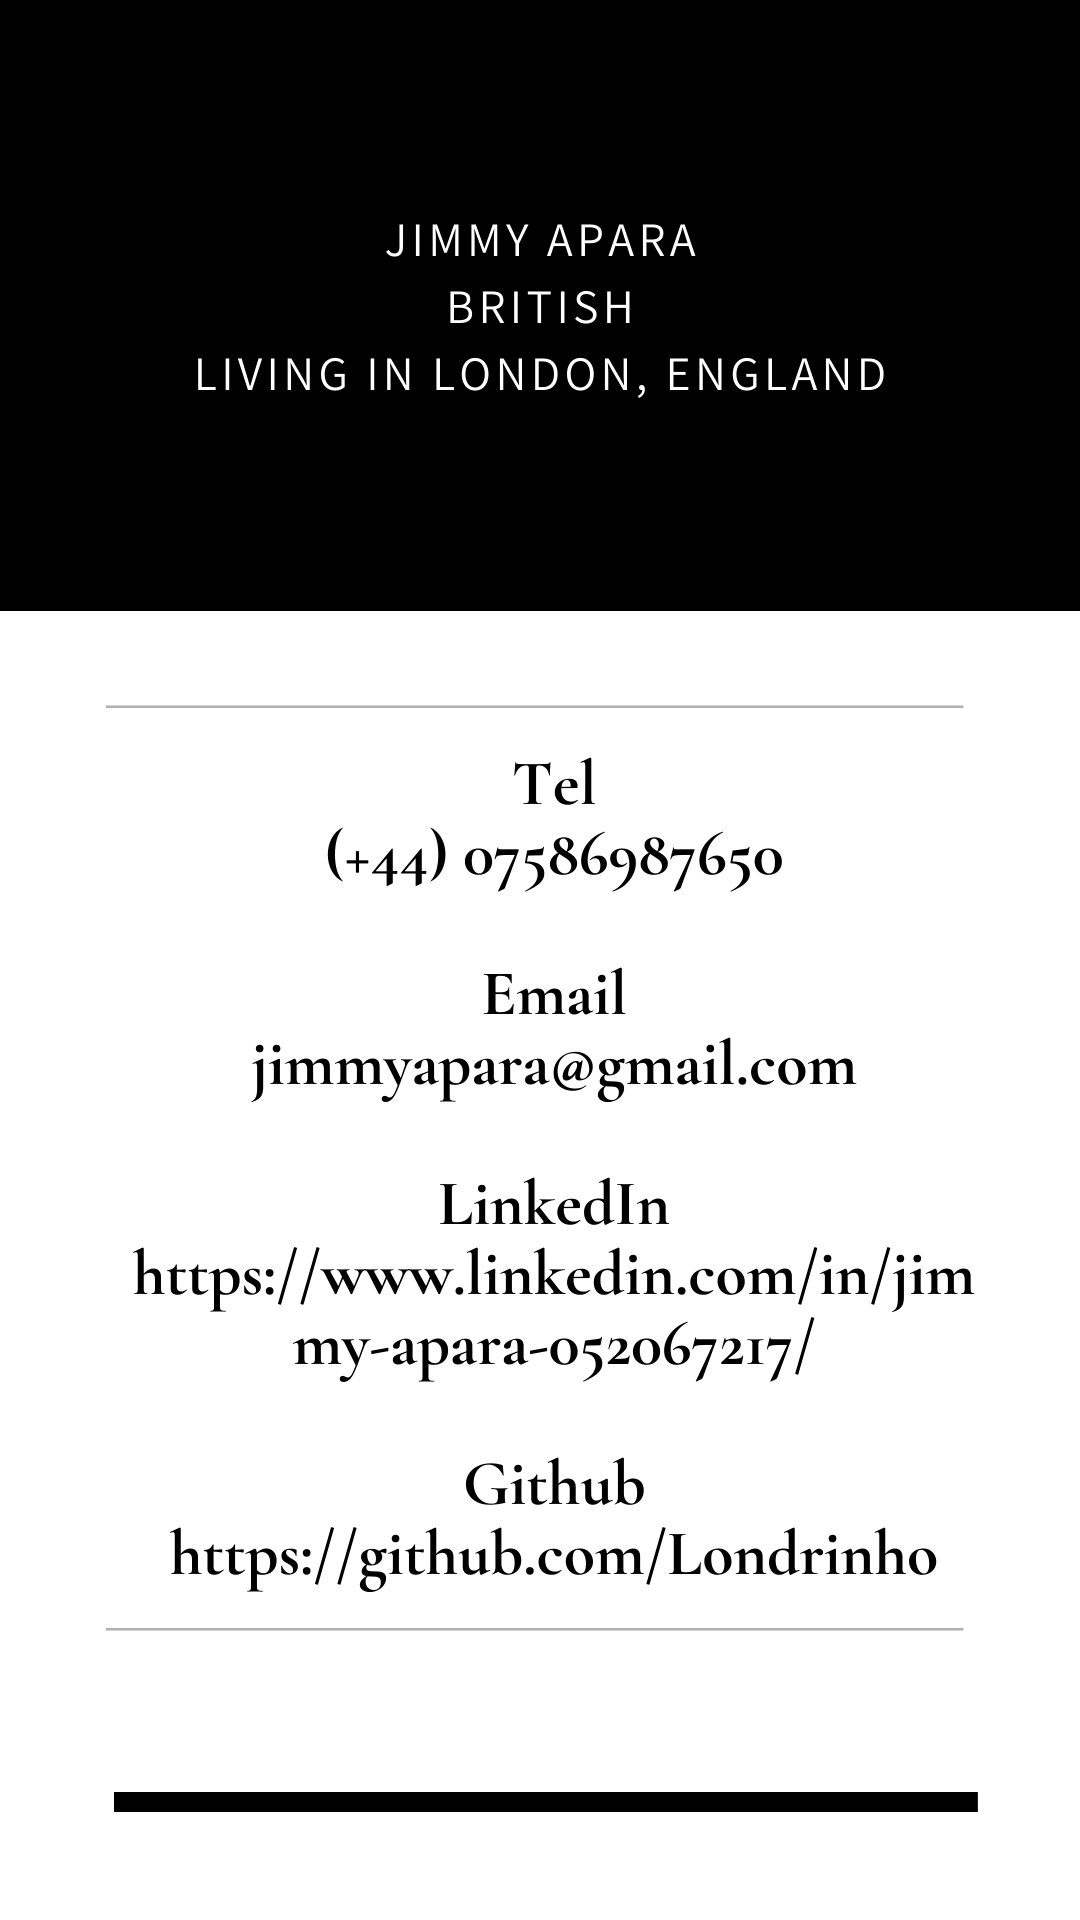 JIMMY APARA
BRITISH
LIVING IN LONDON, ENGLAND
Tel
(+44) 07586987650
Email
jimmyapara@gmail.com
LinkedIn
https://www.linkedin.com/in/jim
my-apara-052067217/
Github
https://github.com/Londrinho